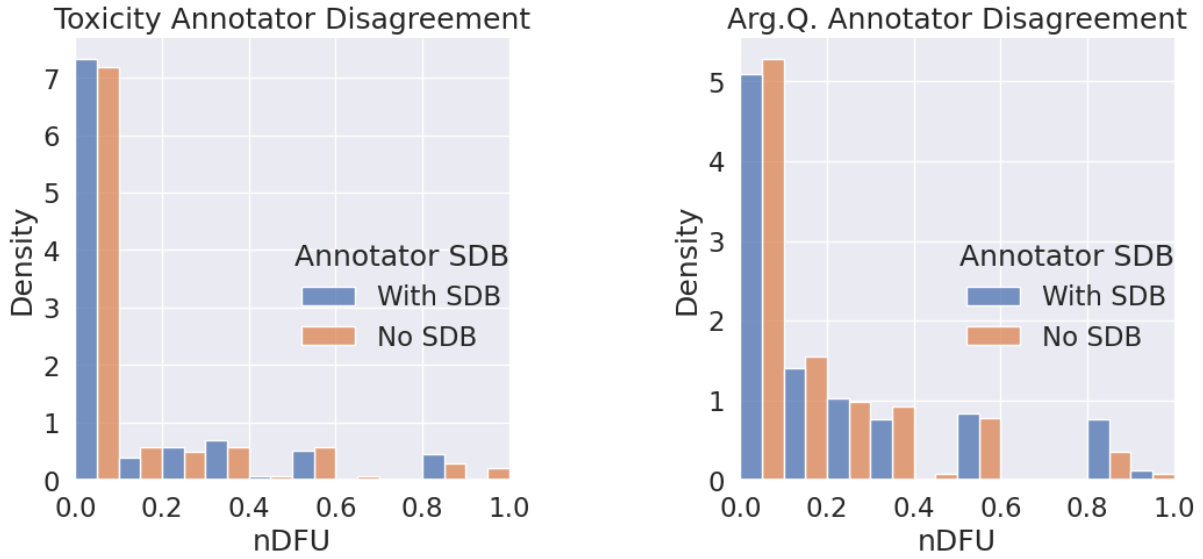 Toxicity Annotator Disagreement
7
6
5
4
3
2
1
0
Density
Annotator SDB
With SDB
No SDB
0.0 0.2 0.4 0.6 0.8 1.0
nDFU
Arg.Q. Annotator Disagreement
5
4
3
2
1
0
Density
Annotator SDB
With SDB
No SDB
0.0 0.2 0.4 0.6 0.8 1.0
nDFU